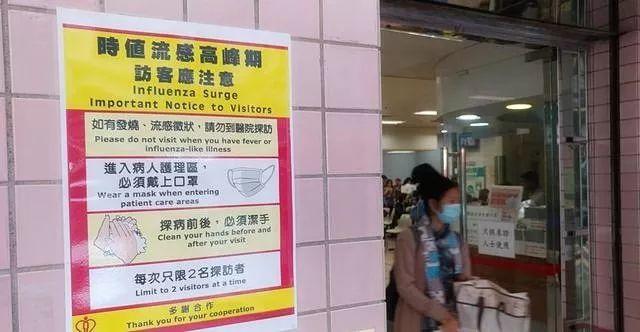 時值流感高峰期
訪客應注意
Influenza Surge
Important Notice to Visitors
如有發燒、流感徵狀，請勿到醫院探訪
Please do not visit when you have fever or
influenza-like illness
進入病人護理區，
必須戴上口罩
Wear a mask when entering
patient care areas
探病前後，必須潔手
Clean your hands before and
after your visit
每次只限2名探訪者
Limit to 2 visitors at a time
多謝合作
Thank you for your cooperation
人士使用